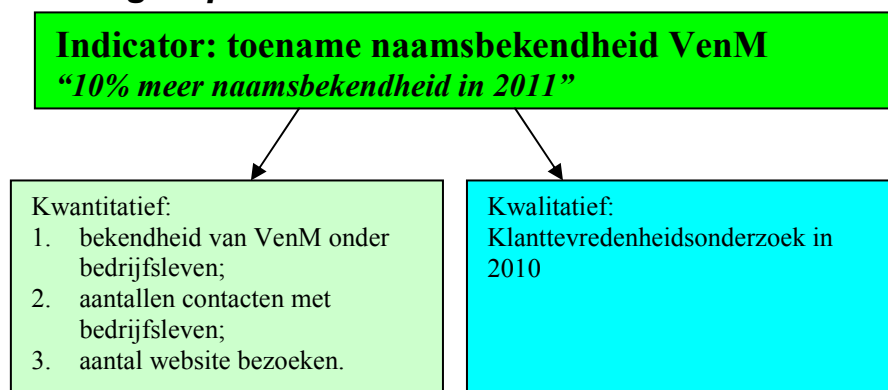 Indicator: toename naamsbekendheid VenM
“10% meer naamsbekendheid in 2011”
Kwantitatief:
1. bekendheid van VenM onder
bedrijfsleven;
2. aantallen contacten met
bedrijfsleven;
3. aantal website bezoeken.
Kwalitatief:
Klanttevredenheidsonderzoek in
2010